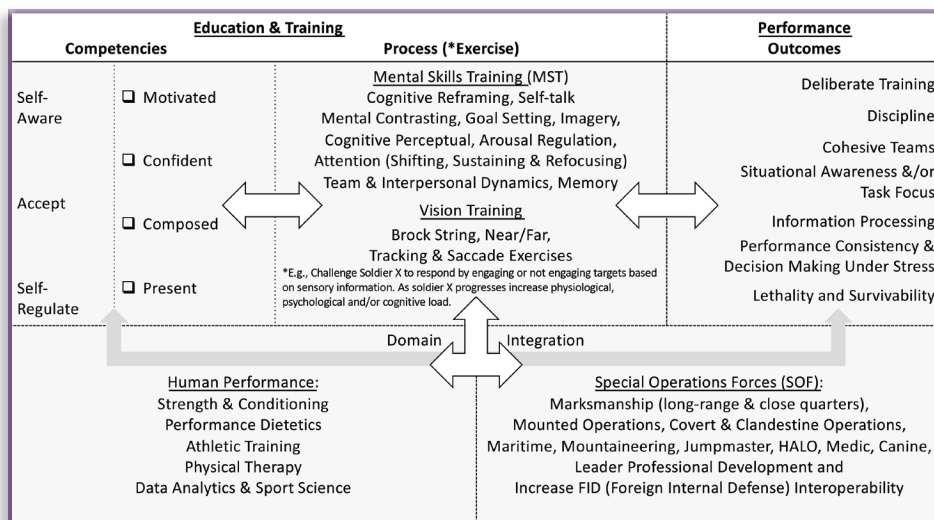 Education & Training
Performance
Competencies
Process (*Exercise)
Outcomes
Self-
Aware
Accept
Self-
Regulate
❑ Motivated
❑ Confident
❑ Composed
❑ Present
Mental Skills Training (MST)
Cognitive Reframing, Self-talk
Mental Contrasting, Goal Setting, Imagery,
Cognitive Perceptual, Arousal Regulation,
Attention (Shifting, Sustaining & Refocusing)
Team & Interpersonal Dynamics, Memory
Vision Training
Brock String, Near/Far,
Tracking & Saccade Exercises
*E.g., Challenge Soldier X to respond by engaging or not engaging targets based
on sensory information. As soldier X progresses increase physiological,
psychological and/or cognitive load.
Deliberate Training
Discipline
Cohesive Teams
Situational Awareness &/or
Task Focus
Information Processing
Performance Consistency &
Decision Making Under Stress
Lethality and Survivability
Domain
Integration
Human Performance:
Strength & Conditioning
Performance Dietetics
Athletic Training
Physical Therapy
Data Analytics & Sport Science
Special Operations Forces (SOF):
Marksmanship (long-range & close quarters),
Mounted Operations, Covert & Clandestine Operations,
Maritime, Mountaineering, Jumpmaster, HALO, Medic, Canine,
Leader Professional Development and
Increase FID (Foreign Internal Defense) Interoperability